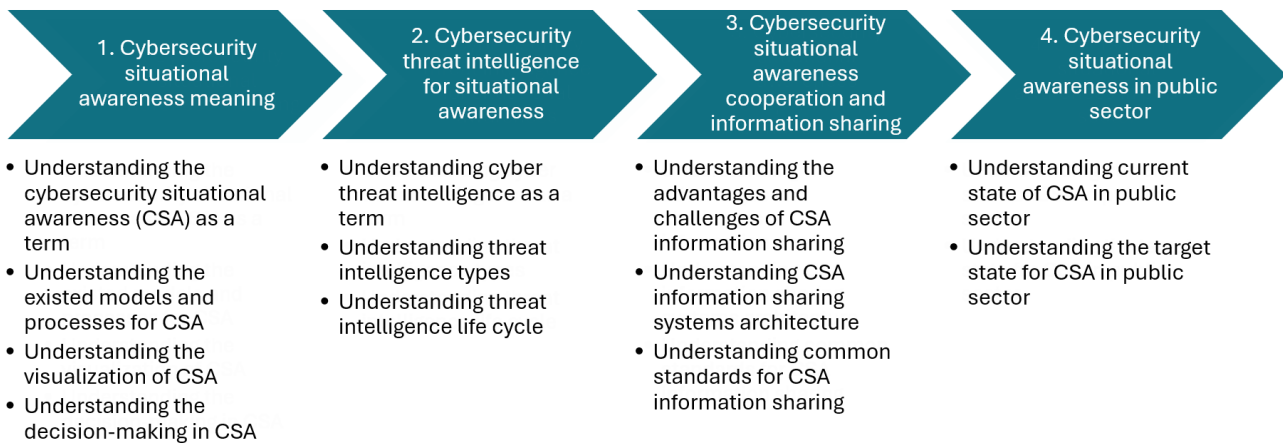 1. Cybersecurity
situational
awareness meaning
2. Cybersecurity
threat intelligence
for situational
awareness
3. Cybersecurity
situational
awareness
cooperation and
information sharing
4. Cybersecurity
situational
awareness in public
sector
• Understanding the
cybersecurity situational
awareness (CSA) as a
term
• Understanding the
existed models and
processes for CSA
• Understanding the
visualization of CSA
• Understanding the
decision-making in CSA
• Understanding cyber
threat intelligence as a
term
• Understanding threat
intelligence types
• Understanding threat
intelligence life cycle
• Understanding the
advantages and
challenges of CSA
information sharing
• Understanding CSA
information sharing
systems architecture
• Understanding common
standards for CSA
information sharing
• Understanding current
state of CSA in public
sector
• Understanding the target
state for CSA in public
sector